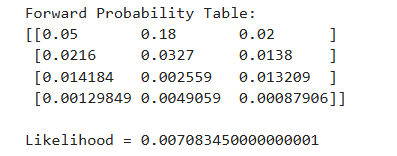 Forward Probability Table:
[[0.05 0.18 0.02 ]
[0.0216 0.0327 0.0138 ]
[0.014184 0.002559 0.013209 ]
[0.00129849 0.0049059 0.00087906]]
Likelihood = 0.007083450000000001